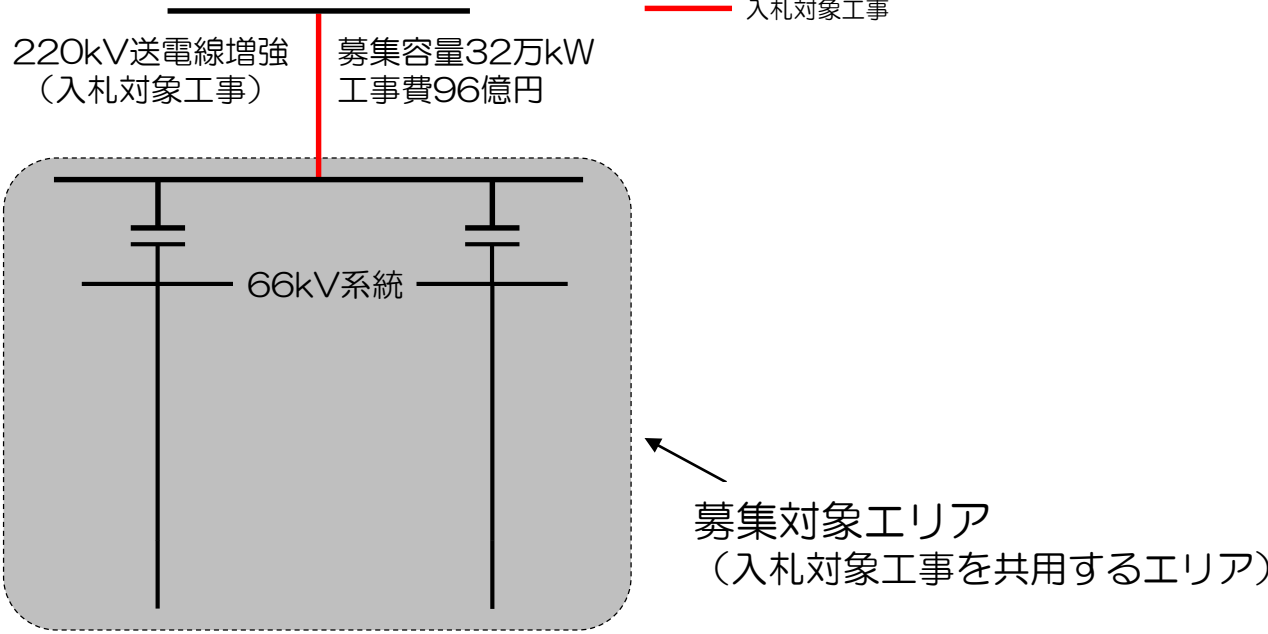 入札対象工事
220kV送電線増強
（入札対象工事）
募集容量32万kW
工事費96億円
66kV系統
募集対象エリア
（入札対象工事を共用するエリア）